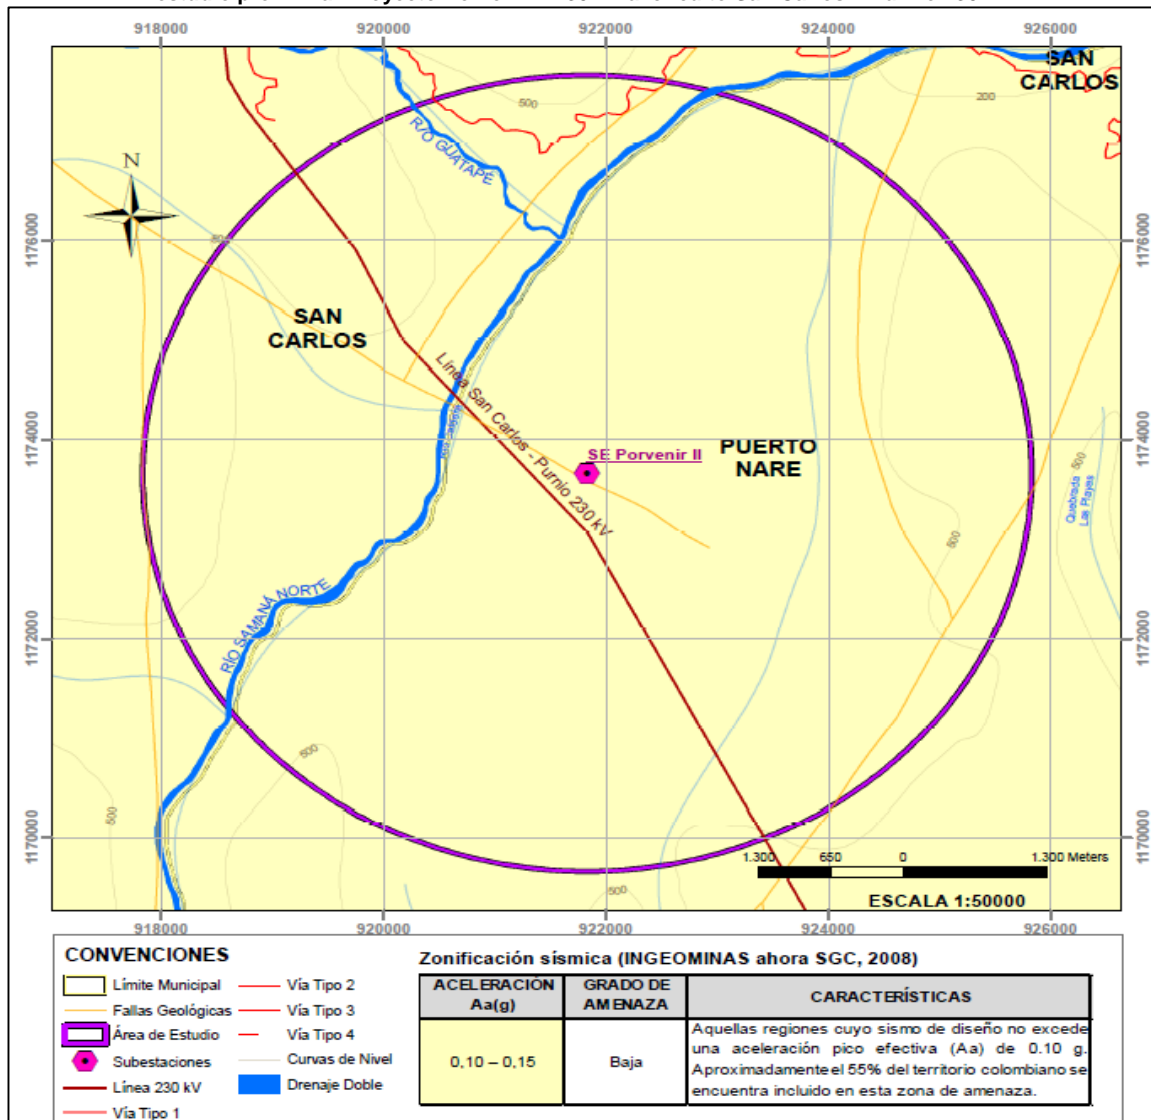 918000
920000
922000
924000
926000
SAN
CARLOS
500
200
RÍO GUATAPÉ
N
1176000
1176000
500
SAN
CARLOS
Línea San Carlos - Purnio 230 kV
1174000
1174000
SE Porvenir II
PUERTO
NARE
500
Quebrada
Las Playas
500
RÍO SAMANÁ NORTE
1172000
1172000
500
500
1170000
1170000
1.300
650
0
1.300 Meters
500
ESCALA 1:50000
918000
920000
922000
924000
926000
CONVENCIONES
Límite Municipal
Fallas Geológicas
Área de Estudio
Subestaciones
Línea 230 kV
Vía Tipo 1
Vía Tipo 2
Vía Tipo 3
Vía Tipo 4
Curvas de Nivel
Drenaje Doble
Zonificación sísmica (INGEOMINAS ahora SGC, 2008)
ACELERACIÓN
Aa(g)
GRADO DE
AMENAZA
CARACTERÍSTICAS
0,10 – 0,15
Baja
Aquellas regiones cuyo sismo de diseño no excede
una aceleración pico efectiva (Aa) de 0.10 g.
Aproximadamente el 55% del territorio colombiano se
encuentra incluido en esta zona de amenaza.